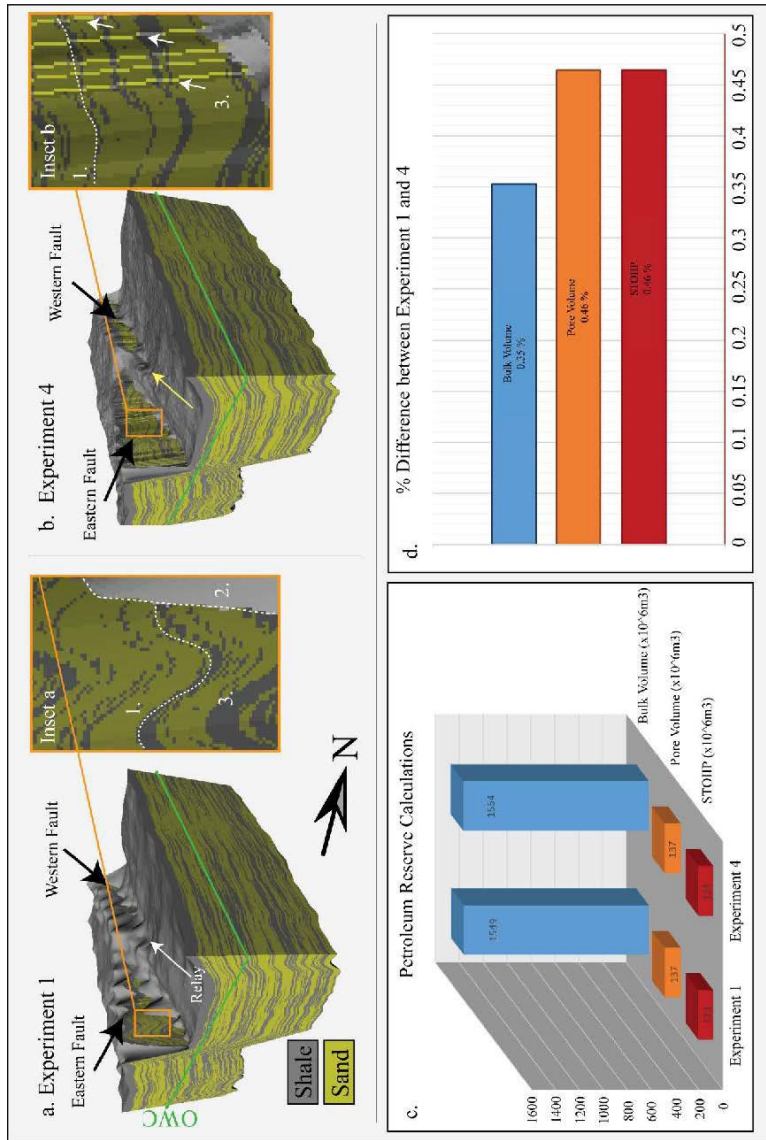 a. Experiment 1
Western Fault
Eastern Fault
Relay
OWC
Shale
Sand
N
Inset a
1.
2.
3.
b. Experiment 4
Western Fault
Eastern Fault
Inset b
1.
3.
c.
Petroleum Reserve Calculations
1600
1400
1200
1000
800
600
400
200
0
1549
1554
137
137
Experiment 1
Experiment 4
Bulk Volume (x10^6m3)
Pore Volume (x10^6m3)
STOHP (x10^6m3)
d.
% Difference between Experiment 1 and 4
Bulk Volume
0.35 %
Pore Volume
0.46 %
STOHP
0.46 %
0
0.05
0.1
0.15
0.2
0.25
0.3
0.35
0.4
0.45
0.5